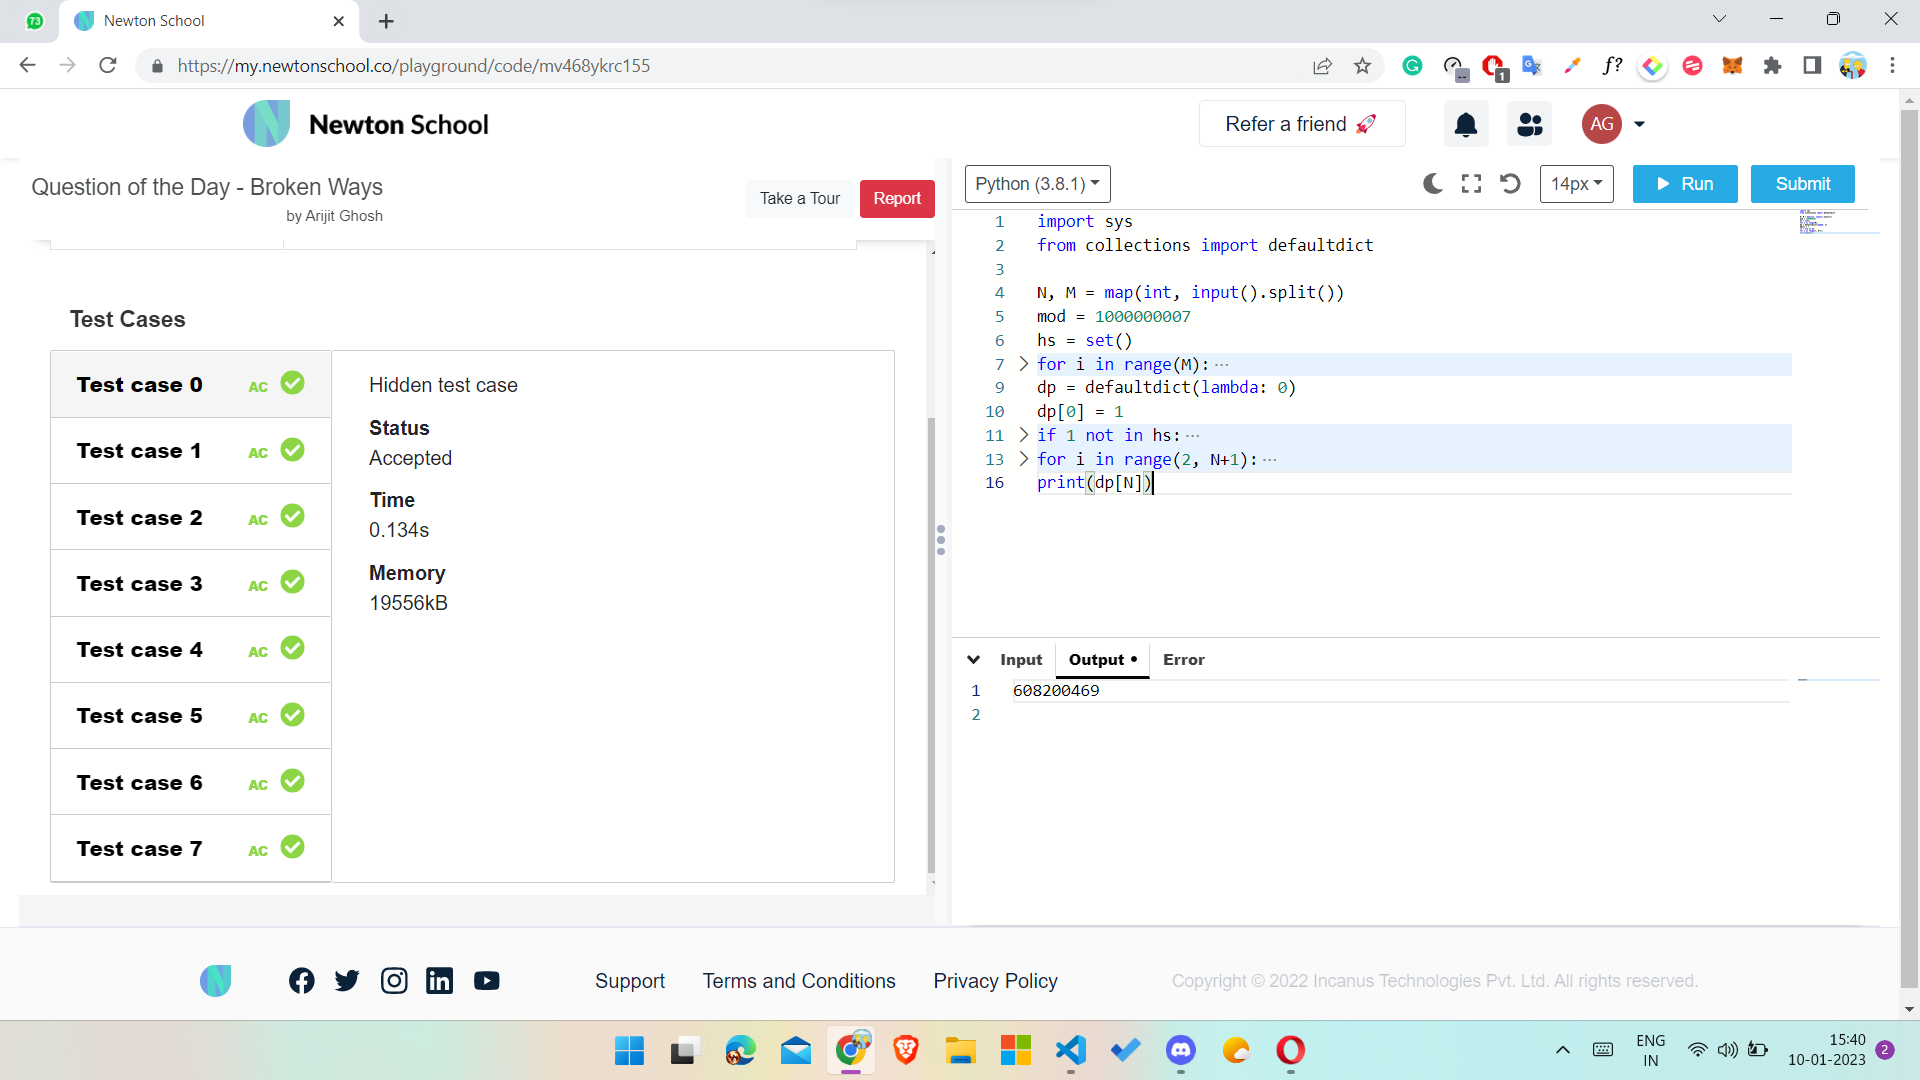 73
Newton School
https://my.newtonschool.co/playground/code/mv468ykrc155
1
f?
Newton School
Refer a friend 🚀
AG
Question of the Day - Broken Ways
by Arijit Ghosh
Take a Tour
Report
Python (3.8.1)
14px
Run
Submit
1 import sys
2 from collections import defaultdict
3
4 N, M = map(int, input().split())
5 mod = 1000000007
6 hs = set()
7 for i in range(M): ···
9 dp = defaultdict(lambda: 0)
10 dp[0] = 1
11 if 1 not in hs: ···
13 for i in range(2, N+1): ···
16 print(dp[N])
Test Cases
Test case 0 AC
Test case 1 AC
Test case 2 AC
Test case 3 AC
Test case 4 AC
Test case 5 AC
Test case 6 AC
Test case 7 AC
Hidden test case
Status
Accepted
Time
0.134s
Memory
19556kB
Input
Output •
Error
1 608200469
2
Support
Terms and Conditions
Privacy Policy
Copyright © 2022 Incanus Technologies Pvt. Ltd. All rights reserved.
ENG
IN
15:40
10-01-2023
2